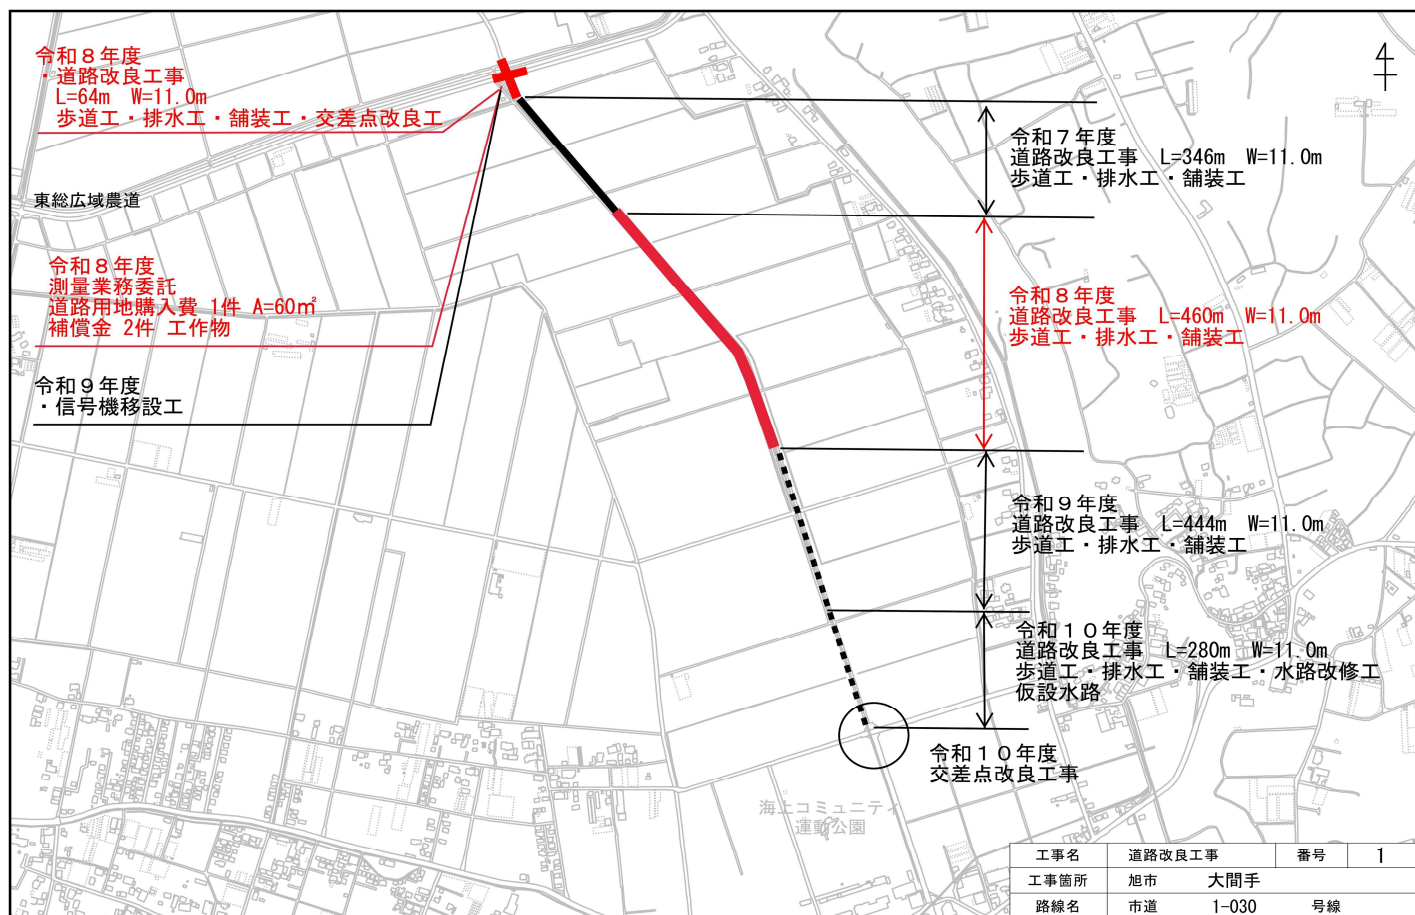 令和８年度
・道路改良工事
L=64m W=11.0m
歩道工・排水工・舗装工・交差点改良工
東総広域農道
令和８年度
測量業務委託
道路用地購入費 1件 A=60㎡
補償金 2件 工作物
令和９年度
・信号機移設工
4
令和７年度
道路改良工事 L=346m W=11.0m
歩道工・排水工・舗装工
令和８年度
道路改良工事 L=460m W=11.0m
歩道工・排水工・舗装工
令和９年度
道路改良工事 L=444m W=11.0m
歩道工・排水工・舗装工
令和１０年度
道路改良工事 L=280m W=11.0m
歩道工・排水工・舗装工・水路改修工
仮設水路
令和１０年度
交差点改良工事
海上コミュニティ
運動公園
工事名 道路改良工事 番号 1
工事箇所 旭市 大間手
路線名 市道 1-030 号線